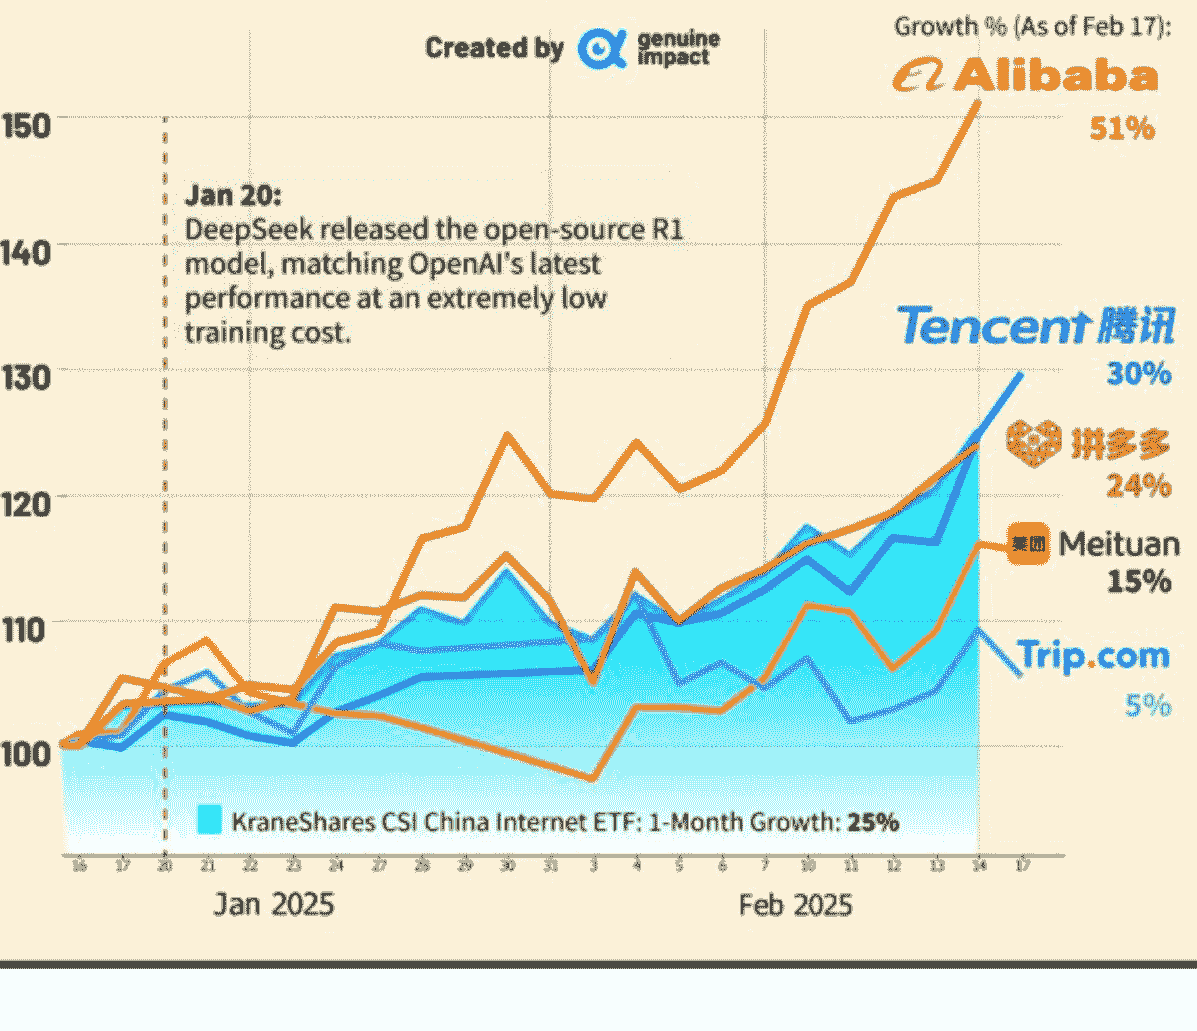 Created by genuine impact
Growth % (As of Feb 17):
Alibaba
51%
150
140
130
120
110
100
Jan 20:
DeepSeek released the open-source R1
model, matching OpenAI's latest
performance at an extremely low
training cost.
Tencent 腾讯
30%
拼多多
24%
美团 Meituan
15%
Trip.com
5%
KraneShares CSI China Internet ETF: 1-Month Growth: 25%
16 17 20 21 22 23 24 27 28 29 30 31 3 4 5 6 7 10 11 12 13 14 17
Jan 2025 Feb 2025